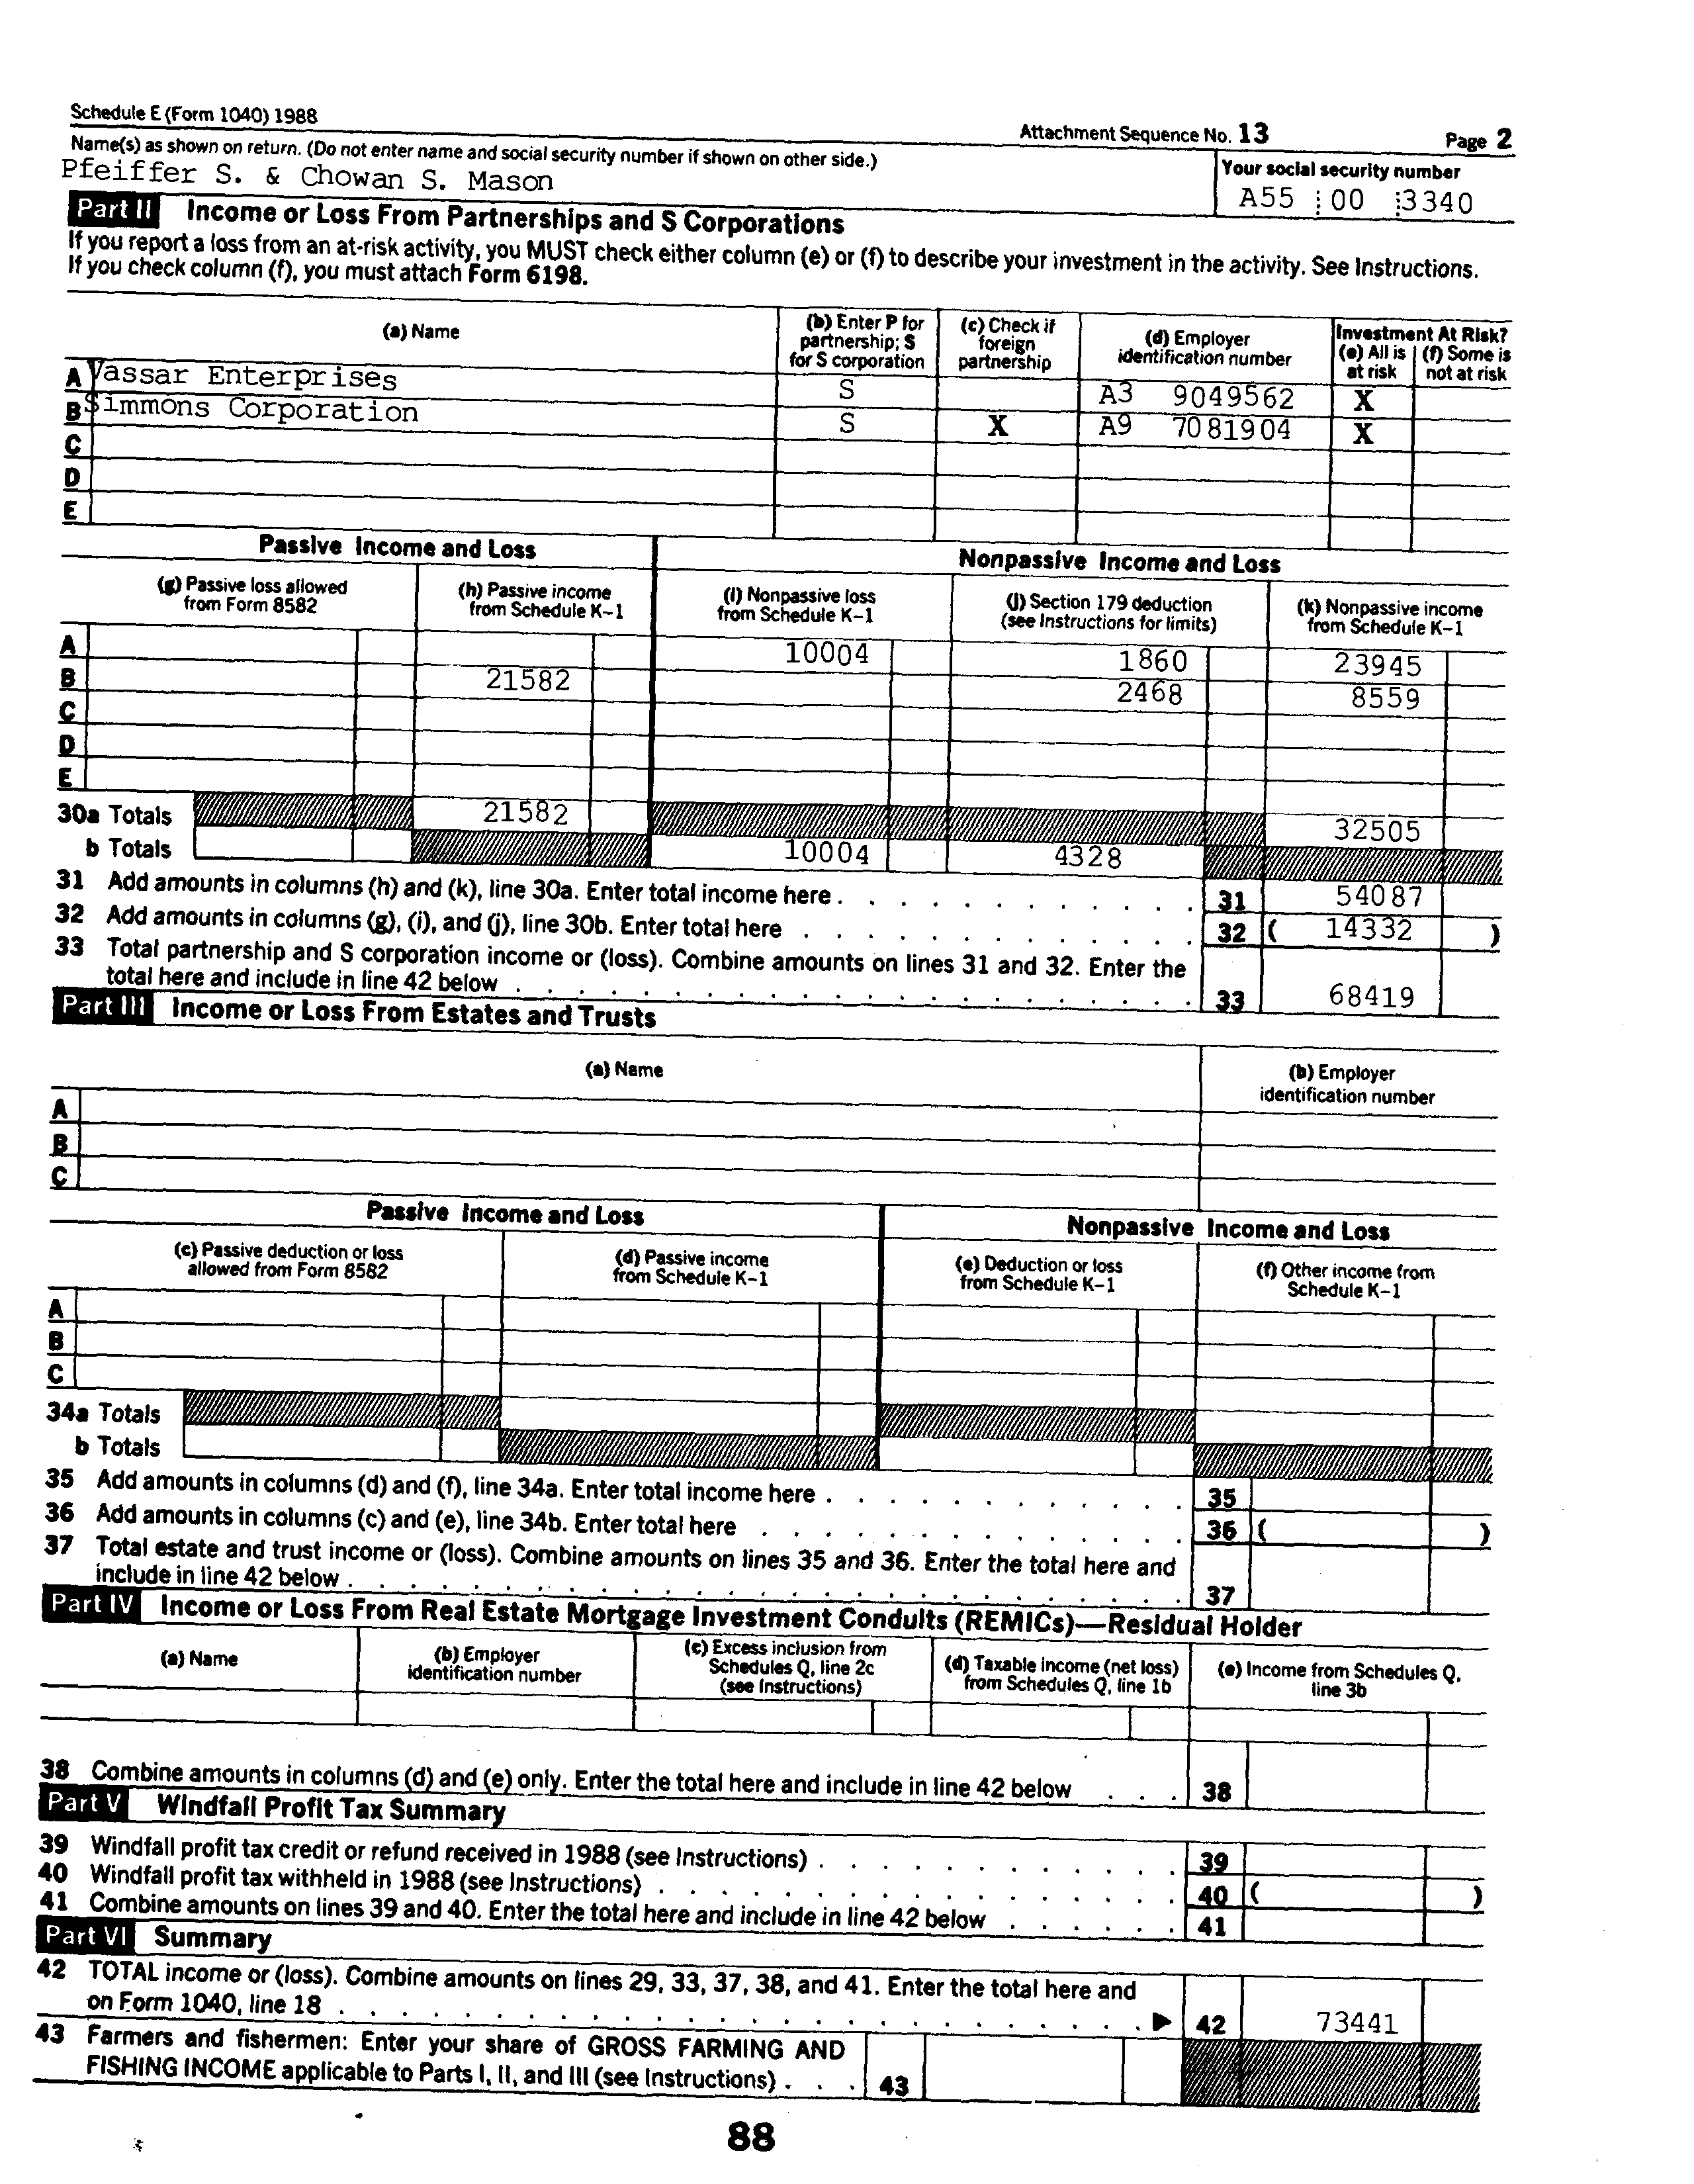 Schedule E (Form 1040) 1988
Attachment Sequence No. 13
Page 2
Name(s) as shown on return. (Do not enter name and social security number if shown on other side.)
Your social security number
Pfeiffer S. & Chowan S. Mason
A55 00 3340
Part II Income or Loss From Partnerships and S Corporations
If you report a loss from an at-risk activity, you MUST check either column (e) or (f) to describe your investment in the activity. See Instructions.
If you check column (f), you must attach Form 6198.
(a) Name
(b) Enter P for partnership; S for S corporation
(c) Check if foreign partnership
(d) Employer identification number
Investment At Risk?
(e) All is at risk
(f) Some is not at risk
A Vassar Enterprises S A3 9049562 X
B Simmons Corporation S X A9 7081904 X
C
D
E
Passive Income and Loss
Nonpassive Income and Loss
(g) Passive loss allowed from Form 8582
(h) Passive income from Schedule K–1
(i) Nonpassive loss from Schedule K–1
(j) Section 179 deduction (see Instructions for limits)
(k) Nonpassive income from Schedule K–1
A 10004 1860 23945
B 21582 2468 8559
C
D
E
30a Totals 21582 32505
b Totals 10004 4328
31 Add amounts in columns (h) and (k), line 30a. Enter total income here . . . . . . . . . . . . 31 54087
32 Add amounts in columns (g), (i), and (j), line 30b. Enter total here . . . . . . . . . . . . . 32 ( 14332 )
33 Total partnership and S corporation income or (loss). Combine amounts on lines 31 and 32. Enter the
total here and include in line 42 below . . . . . . . . . . . . . . . . . . . . . . 33 68419
Part III Income or Loss From Estates and Trusts
(a) Name
(b) Employer identification number
A
B
C
Passive Income and Loss
Nonpassive Income and Loss
(c) Passive deduction or loss allowed from Form 8582
(d) Passive income from Schedule K–1
(e) Deduction or loss from Schedule K–1
(f) Other income from Schedule K–1
A
B
C
34a Totals
b Totals
35 Add amounts in columns (d) and (f), line 34a. Enter total income here . . . . . . . . . . . . 35
36 Add amounts in columns (c) and (e), line 34b. Enter total here . . . . . . . . . . . . . . 36 ( )
37 Total estate and trust income or (loss). Combine amounts on lines 35 and 36. Enter the total here and
include in line 42 below . . . . . . . . . . . . . . . . . . . . . . . . . . 37
Part IV Income or Loss From Real Estate Mortgage Investment Conduits (REMICs)—Residual Holder
(a) Name
(b) Employer identification number
(c) Excess inclusion from Schedules Q, line 2c (see Instructions)
(d) Taxable income (net loss) from Schedules Q, line 1b
(e) Income from Schedules Q, line 3b
38 Combine amounts in columns (d) and (e) only. Enter the total here and include in line 42 below . . . 38
Part V Windfall Profit Tax Summary
39 Windfall profit tax credit or refund received in 1988 (see Instructions) . . . . . . . . . . . . 39
40 Windfall profit tax withheld in 1988 (see Instructions) . . . . . . . . . . . . . . . . . 40 ( )
41 Combine amounts on lines 39 and 40. Enter the total here and include in line 42 below . . . . . . 41
Part VI Summary
42 TOTAL income or (loss). Combine amounts on lines 29, 33, 37, 38, and 41. Enter the total here and
on Form 1040, line 18 . . . . . . . . . . . . . . . . . . . . . . . . . ▶ 42 73441
43 Farmers and fishermen: Enter your share of GROSS FARMING AND
FISHING INCOME applicable to Parts I, II, and III (see Instructions) . . . 43
88